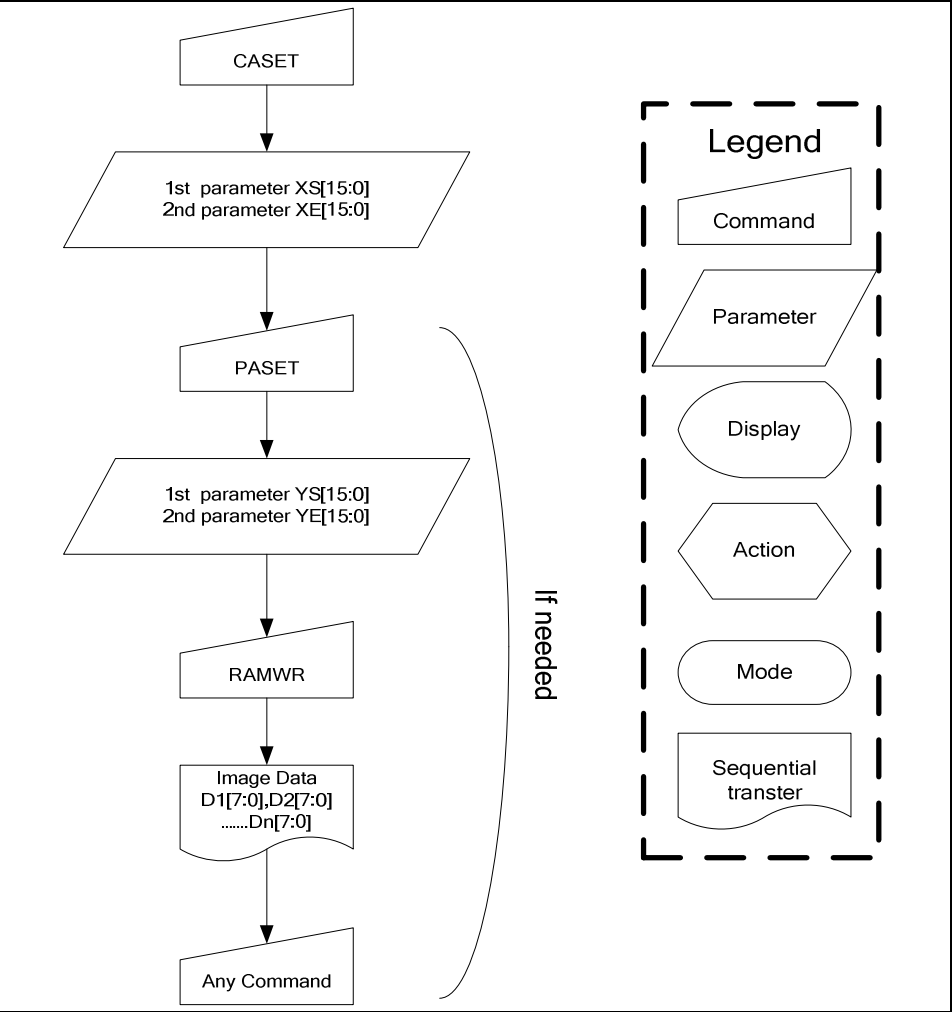 CASET
1st  parameter XS[15:0]
2nd parameter XE[15:0]
PASET
1st  parameter YS[15:0]
2nd parameter YE[15:0]
If needed
RAMWR
Image Data
D1[7:0],D2[7:0]
.......Dn[7:0]
Any Command
Legend
Command
Parameter
Display
Action
Mode
Sequential
transter